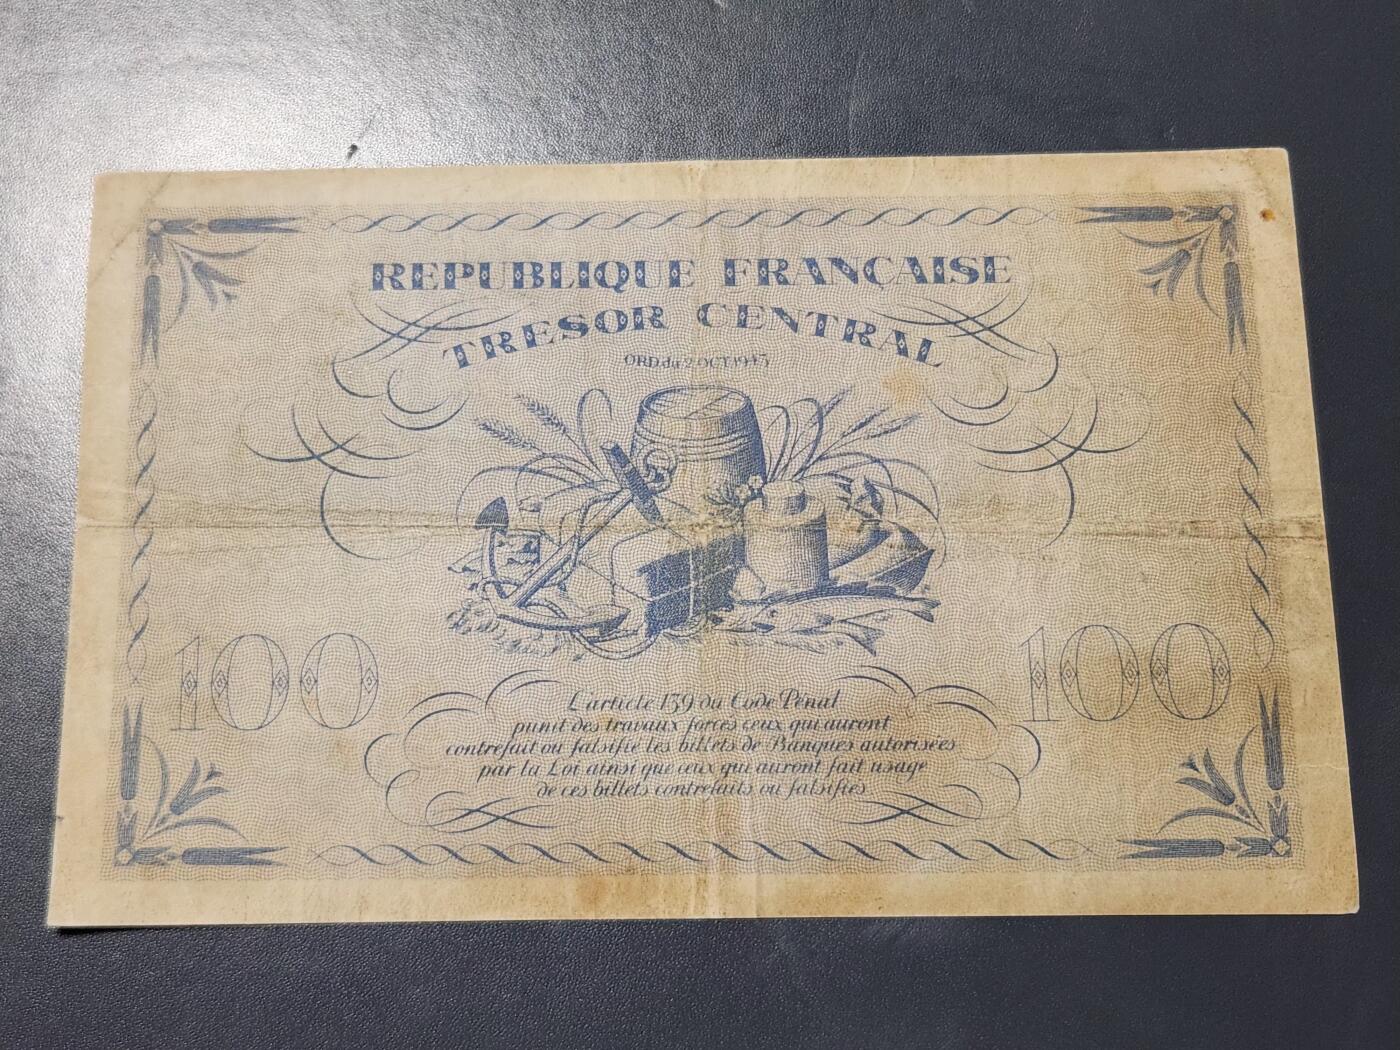 REPUBLIQUE FRANÇAISE
TRESOR CENTRAL
ORD du 2 OCT 1943
100
100
L'article 139 du Code Pénal
punit des travaux forcés ceux qui auront
contrefait ou falsifié les billets de Banques autorisées
par la Loi ainsi que ceux qui auront fait usage
de ces billets contrefaits ou falsifiés